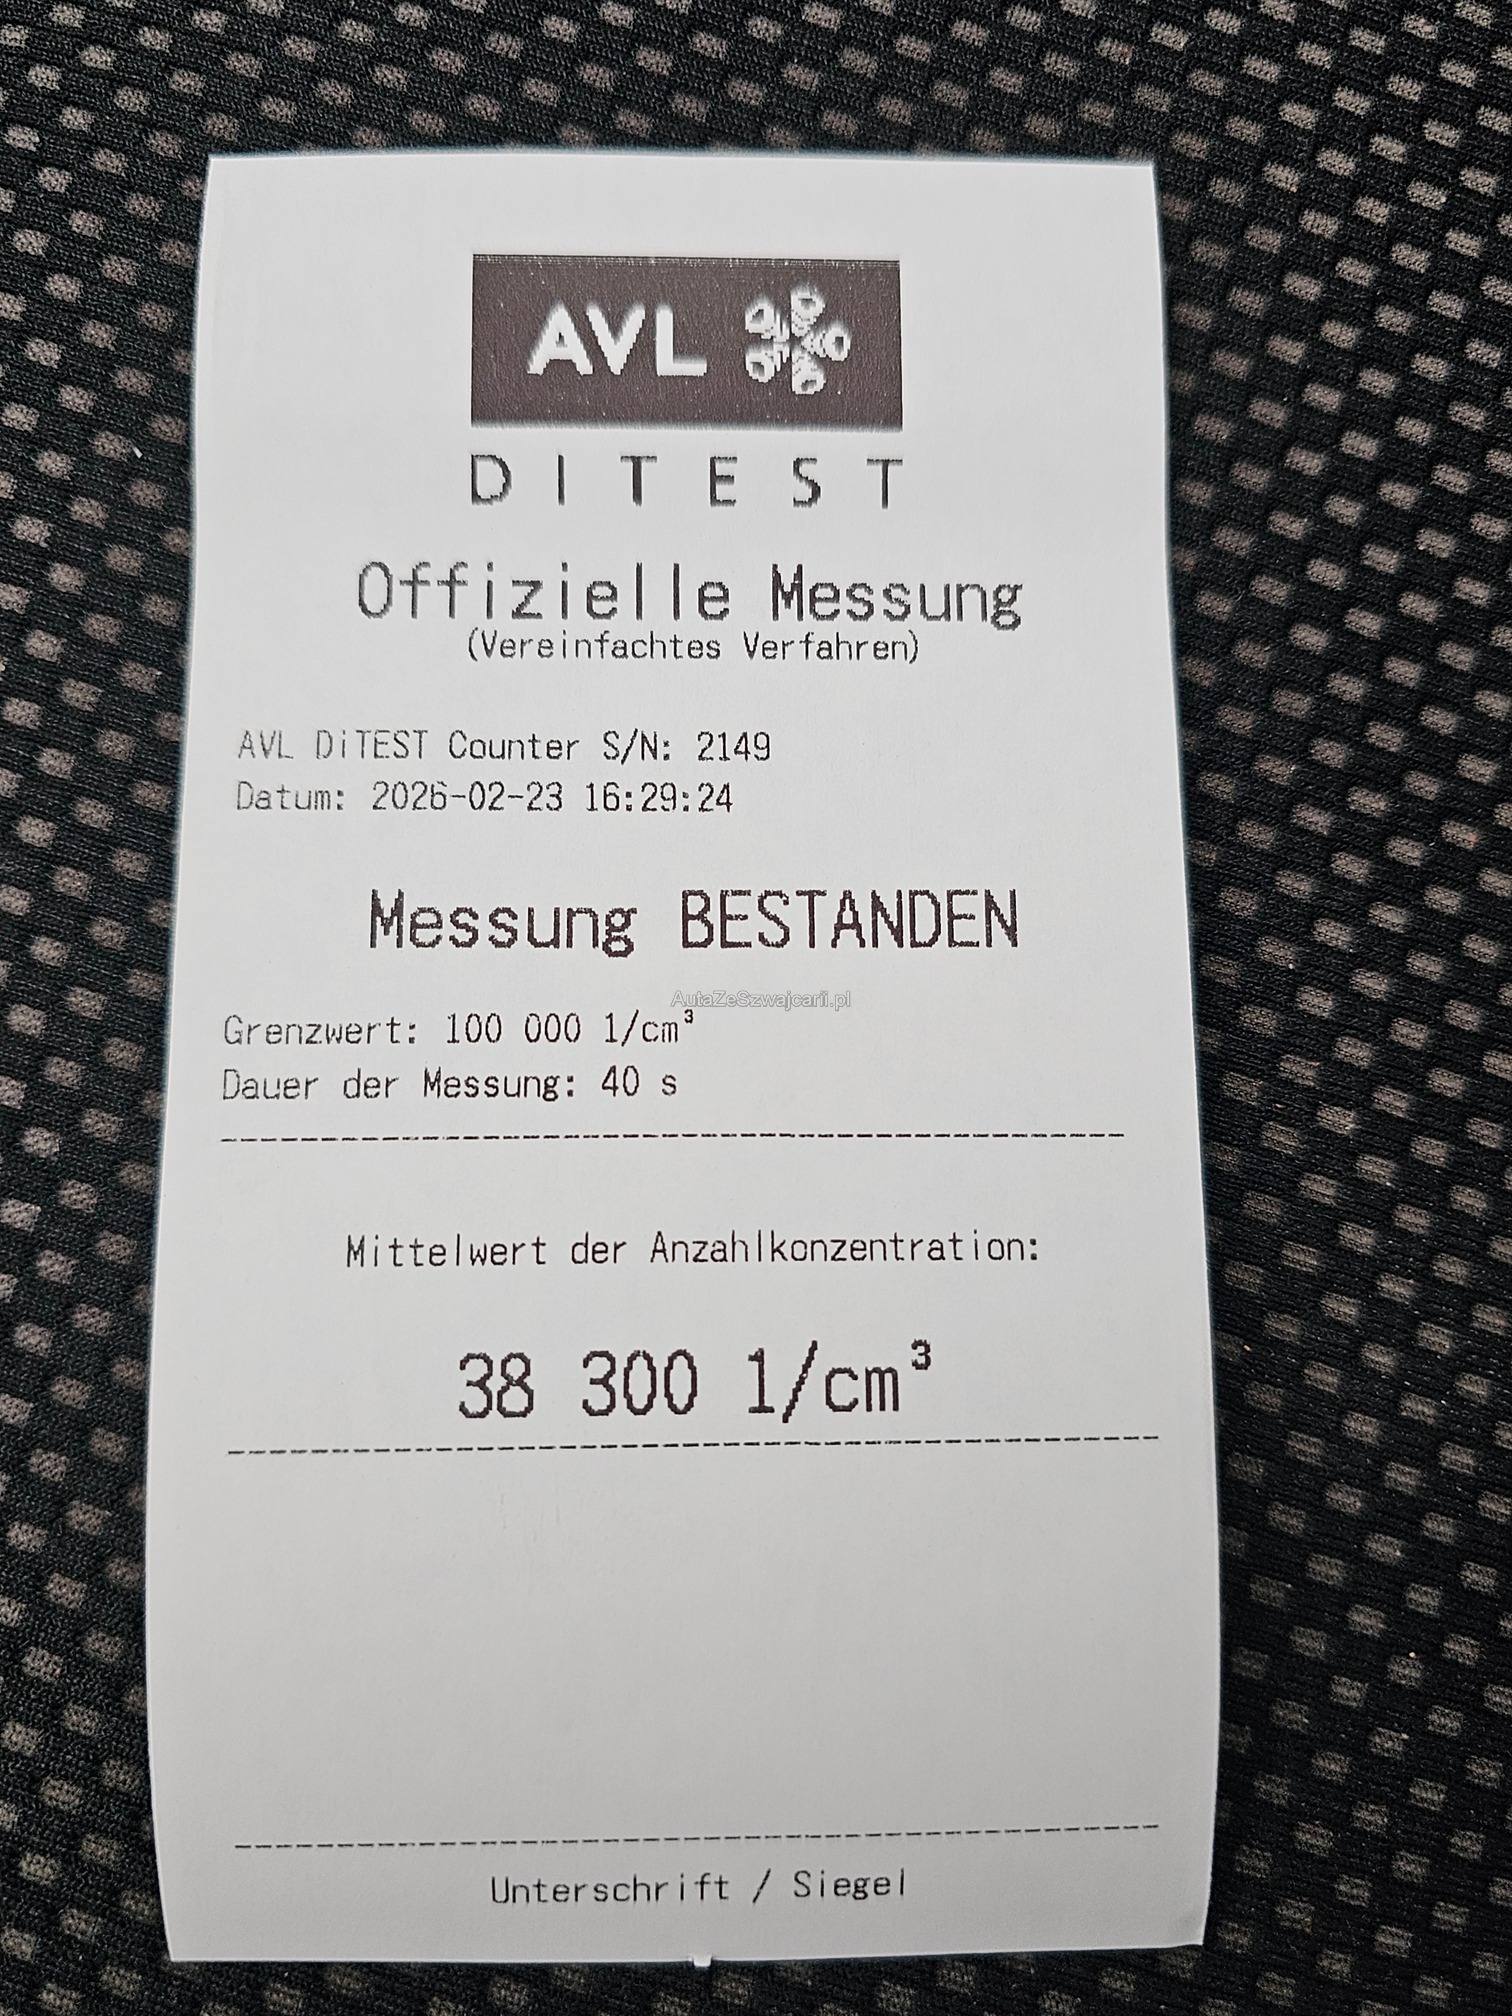 AVL
DITEST
Offizielle Messung
(Vereinfachtes Verfahren)
AVL DiTEST Counter S/N: 2149
Datum: 2026-02-23 16:29:24
Messung BESTANDEN
AutaZeSzwajcarii.pl
Grenzwert: 100 000 1/cm³
Dauer der Messung: 40 s
Mittelwert der Anzahlkonzentration:
38 300 1/cm³
Unterschrift / Siegel